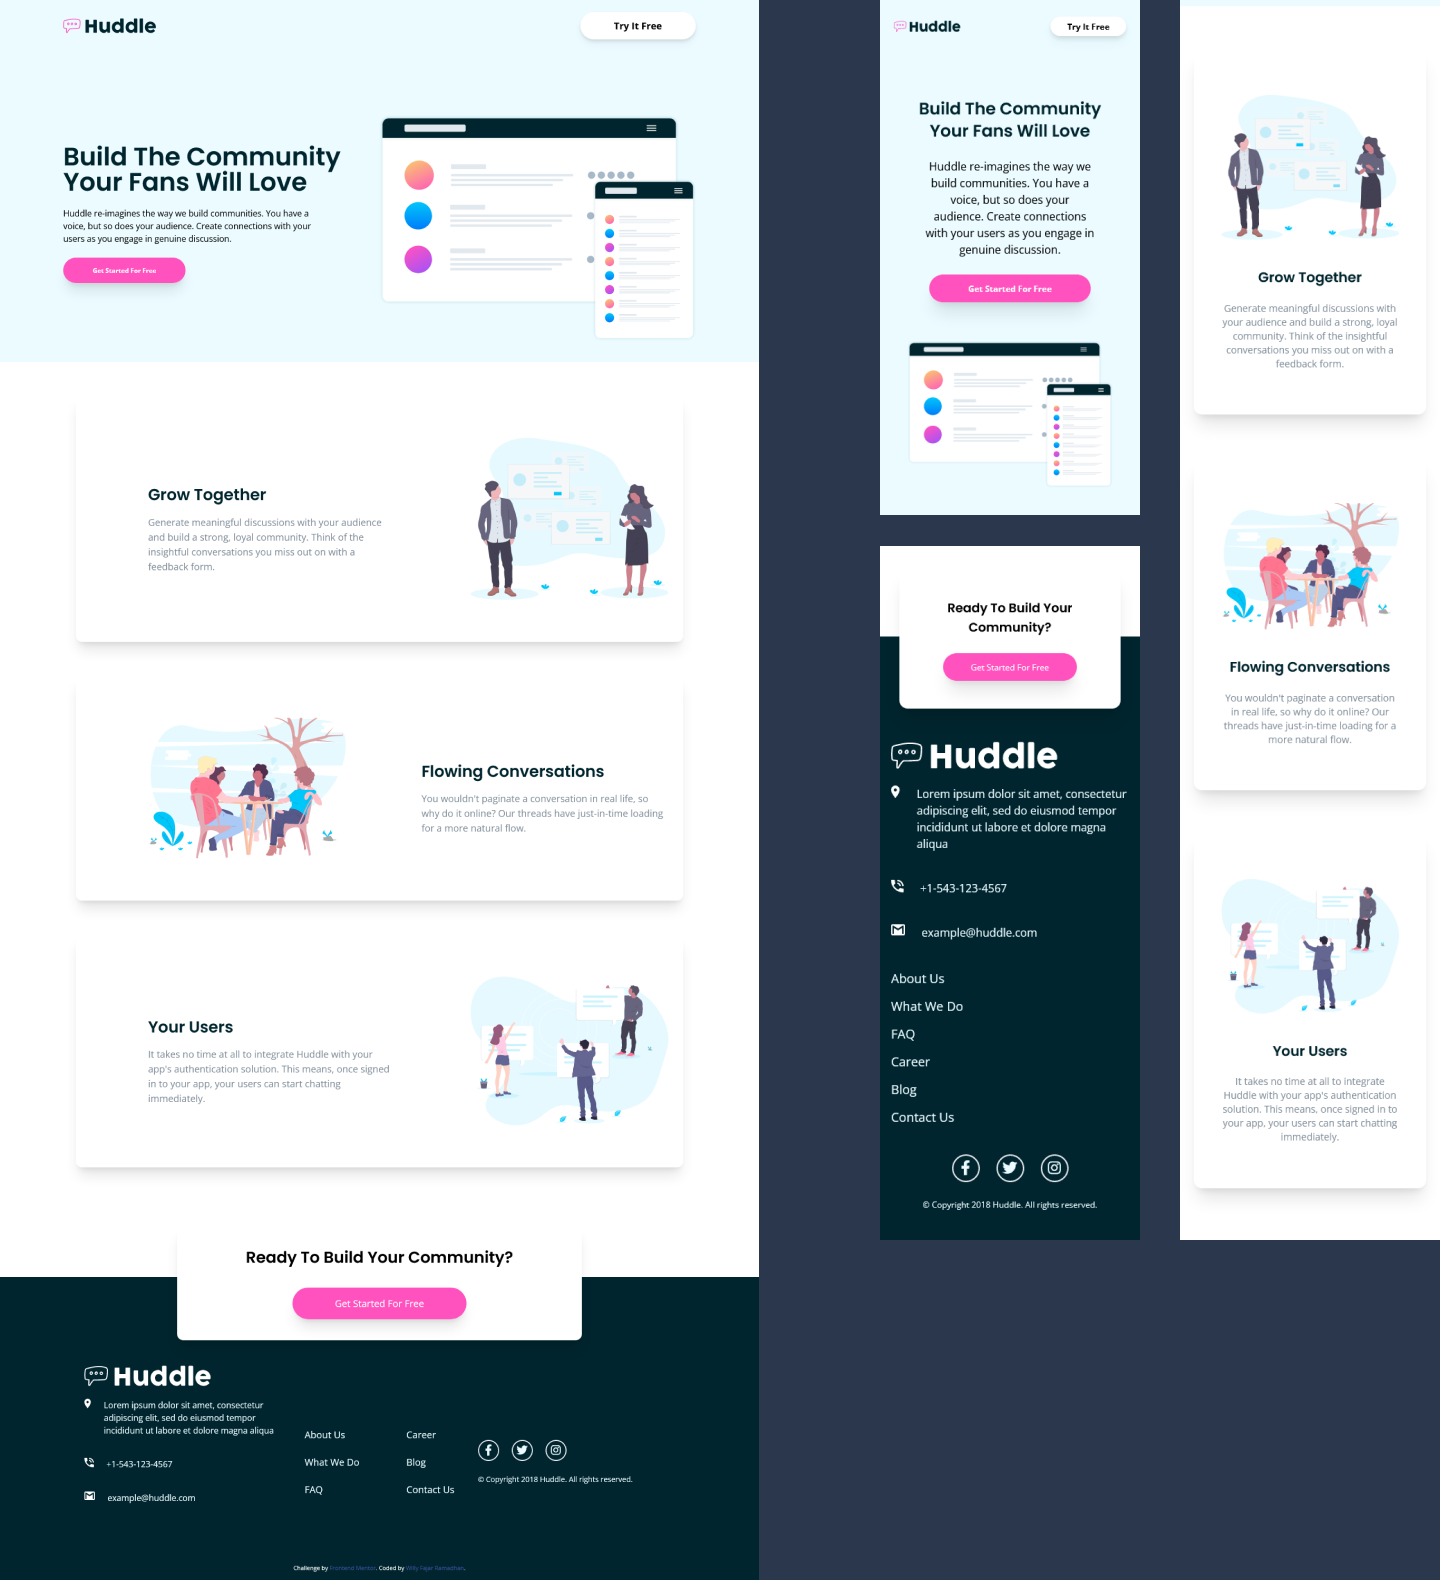 Huddle
Try It Free
Build The Community
Your Fans Will Love
Huddle re-imagines the way we build communities. You have a
voice, but so does your audience. Create connections with your
users as you engage in genuine discussion.
Get Started For Free
Grow Together
Generate meaningful discussions with your audience
and build a strong, loyal community. Think of the
insightful conversations you miss out on with a
feedback form.
Flowing Conversations
You wouldn't paginate a conversation in real life, so
why do it online? Our threads have just-in-time loading
for a more natural flow.
Your Users
It takes no time at all to integrate Huddle with your
app's authentication solution. This means, once signed
in to your app, your users can start chatting
immediately.
Ready To Build Your Community?
Get Started For Free
Huddle
Lorem ipsum dolor sit amet, consectetur
adipiscing elit, sed do eiusmod tempor
incididunt ut labore et dolore magna aliqua
+1-543-123-4567
example@huddle.com
About Us
What We Do
FAQ
Career
Blog
Contact Us
© Copyright 2018 Huddle. All rights reserved.
Challenge by Frontend Mentor. Coded by Willy Fajar Ramadhan.
Huddle
Try It Free
Build The Community
Your Fans Will Love
Huddle re-imagines the way we
build communities. You have a
voice, but so does your
audience. Create connections
with your users as you engage in
genuine discussion.
Get Started For Free
Ready To Build Your
Community?
Get Started For Free
Huddle
Lorem ipsum dolor sit amet, consectetur
adipiscing elit, sed do eiusmod tempor
incididunt ut labore et dolore magna
aliqua
+1-543-123-4567
example@huddle.com
About Us
What We Do
FAQ
Career
Blog
Contact Us
© Copyright 2018 Huddle. All rights reserved.
Grow Together
Generate meaningful discussions with
your audience and build a strong, loyal
community. Think of the insightful
conversations you miss out on with a
feedback form.
Flowing Conversations
You wouldn't paginate a conversation
in real life, so why do it online? Our
threads have just-in-time loading for a
more natural flow.
Your Users
It takes no time at all to integrate
Huddle with your app's authentication
solution. This means, once signed in to
your app, your users can start chatting
immediately.